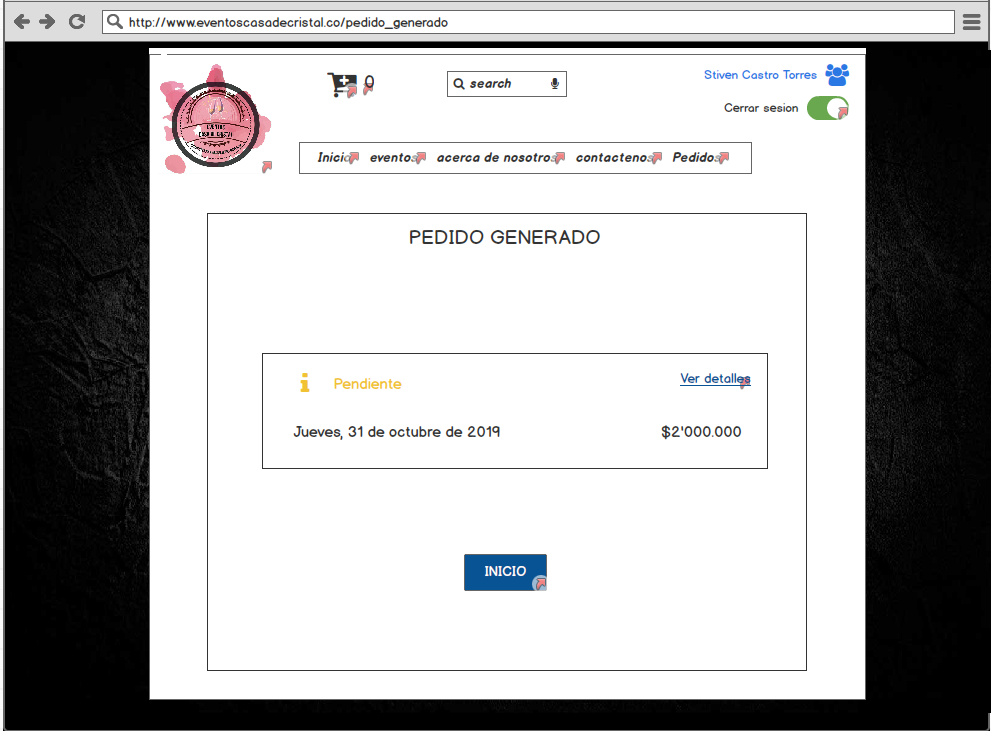 http://www.eventoscasadecristal.co/pedido_generado
Stiven Castro Torres
0
search
Cerrar sesion
Inicio eventos acerca de nosotros contactenos Pedidos
PEDIDO GENERADO
Pendiente
Ver detalles
Jueves, 31 de octubre de 2019
$2'000.000
INICIO